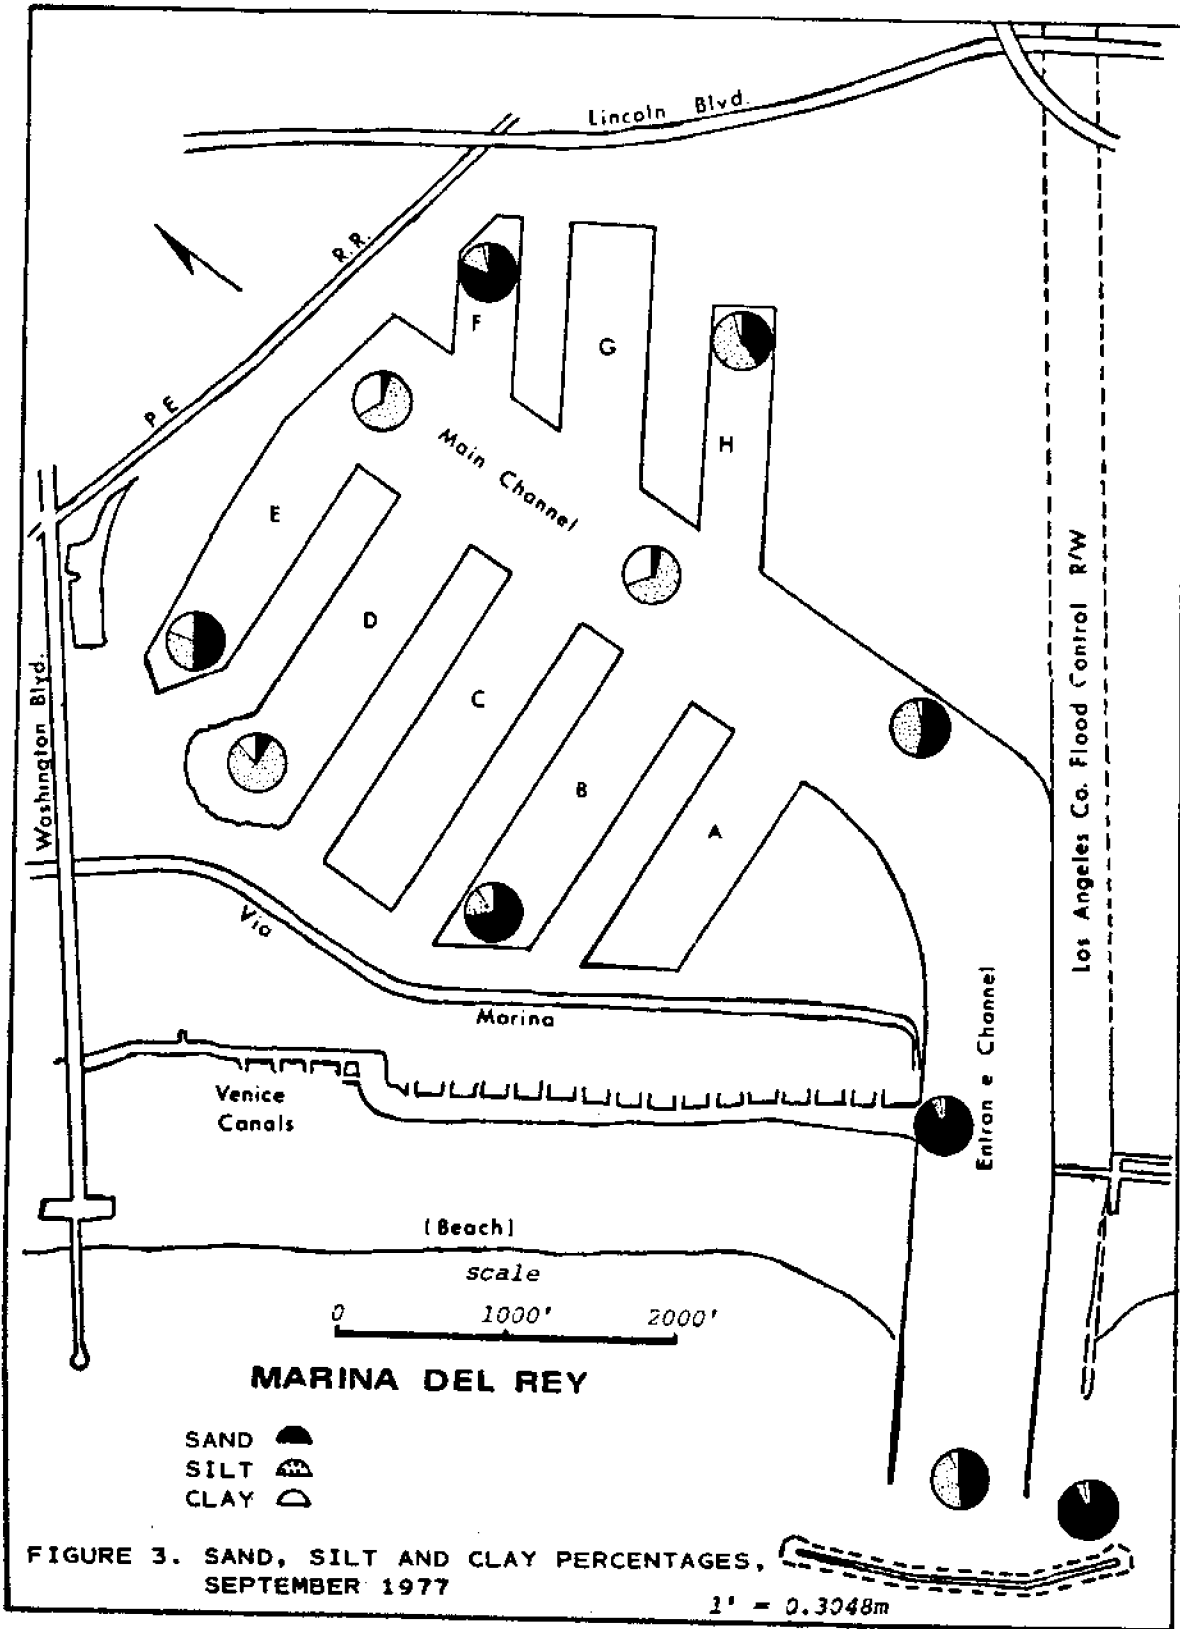 Lincoln Blvd.
R.R.
P.E.
F
G
H
Main Channel
E
D
C
B
A
Washington Blvd.
Los Angeles Co. Flood Control R/W
Via
Marina
Entran e Channel
Venice
Canals
(Beach)
scale
0 1000' 2000'
MARINA DEL REY
SAND
SILT
CLAY
FIGURE 3. SAND, SILT AND CLAY PERCENTAGES,
SEPTEMBER 1977
1' = 0.3048m